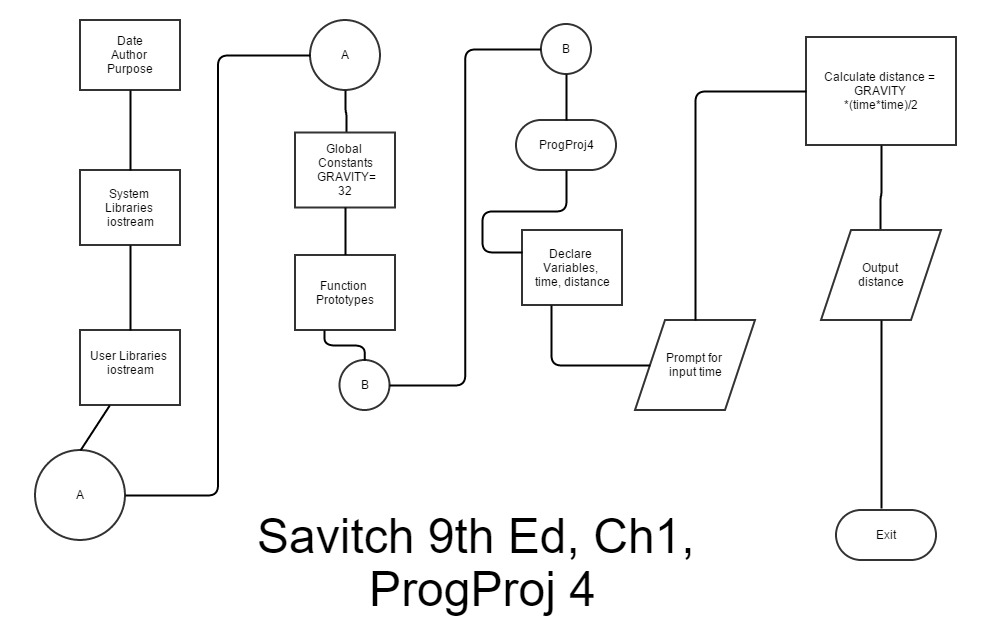 Date
Author
Purpose
System
Libraries
iostream
User Libraries
iostream
A
A
Global
Constants
GRAVITY=
32
Function
Prototypes
B
B
ProgProj4
Declare
Variables,
time, distance
Prompt for
input time
Calculate distance =
GRAVITY
*(time*time)/2
Output
distance
Exit
Savitch 9th Ed, Ch1,
ProgProj 4